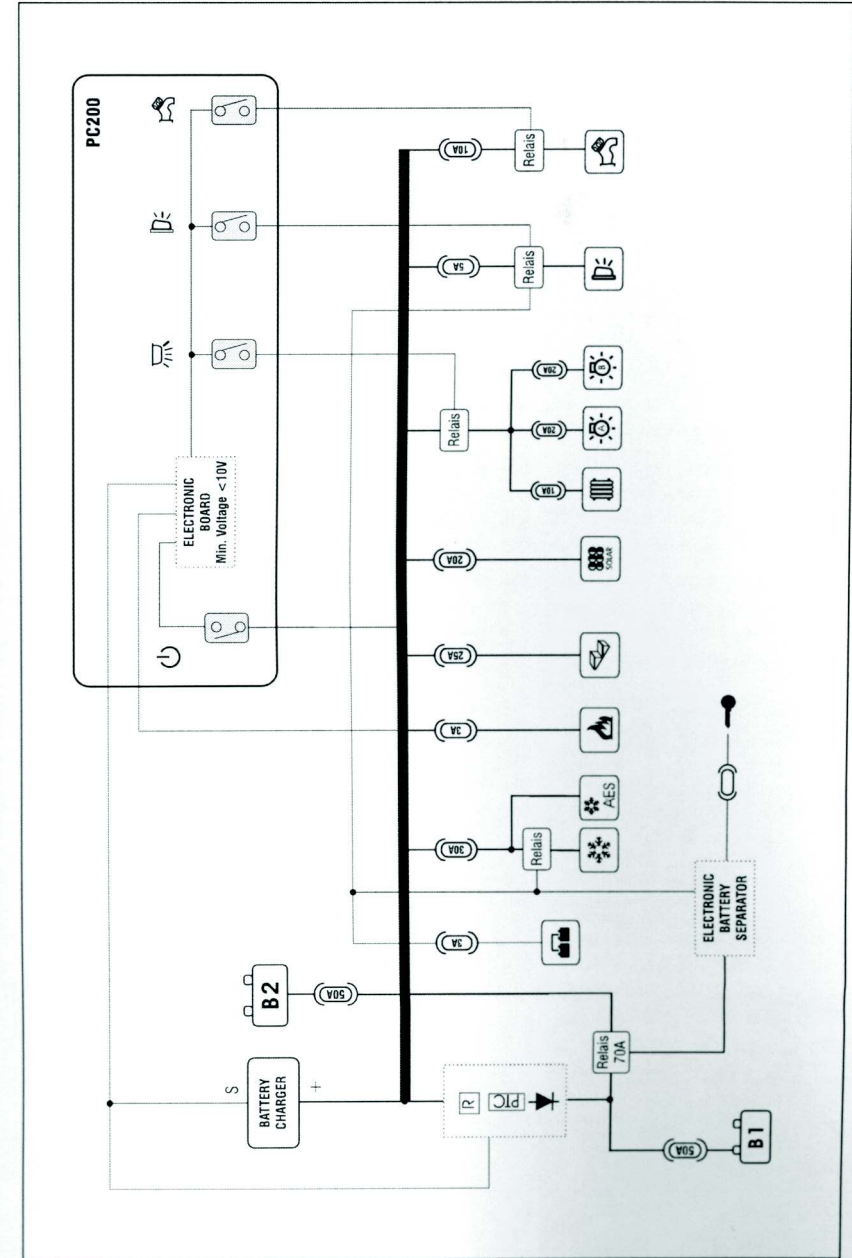 PC200
ELECTRONIC
BOARD
Min. Voltage <10V
S
BATTERY
CHARGER
+
B2
50A
3A
30A
3A
25A
20A
5A
10A
Relais
Relais
Relais
Relais
10A
20A
20A
AES
SOLAR
A
B
R
PTC
Relais
70A
ELECTRONIC
BATTERY
SEPARATOR
50A
B1